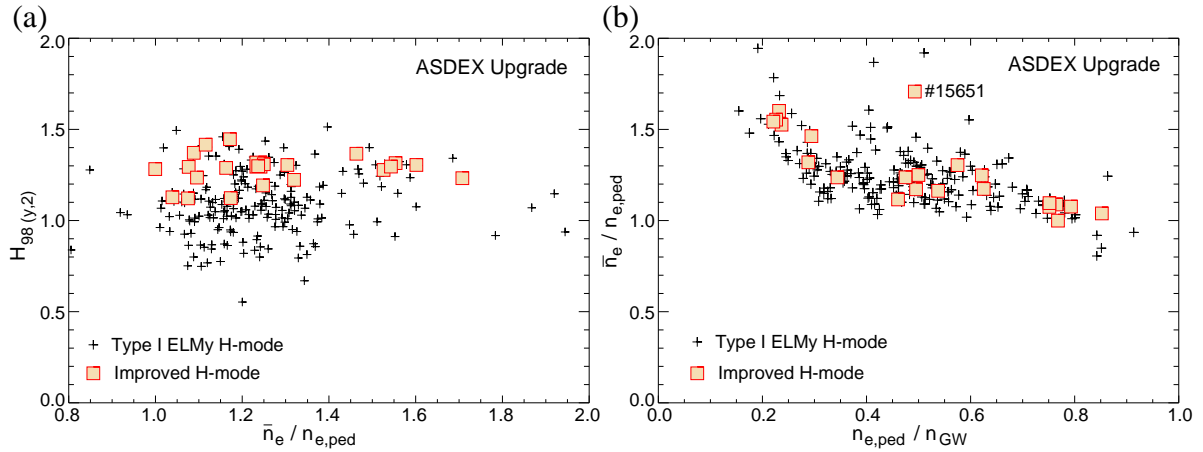 (a)
2.0
1.5
1.0
0.5
0.0
H98(y,2)
ASDEX Upgrade
+ Type I ELMy H-mode
Improved H-mode
0.8 1.0 1.2 1.4 1.6 1.8 2.0
n̄e / ne,ped
(b)
2.0
1.5
1.0
0.5
0.0
n̄e / ne,ped
ASDEX Upgrade
#15651
+ Type I ELMy H-mode
Improved H-mode
0.0 0.2 0.4 0.6 0.8 1.0
ne,ped / nGW